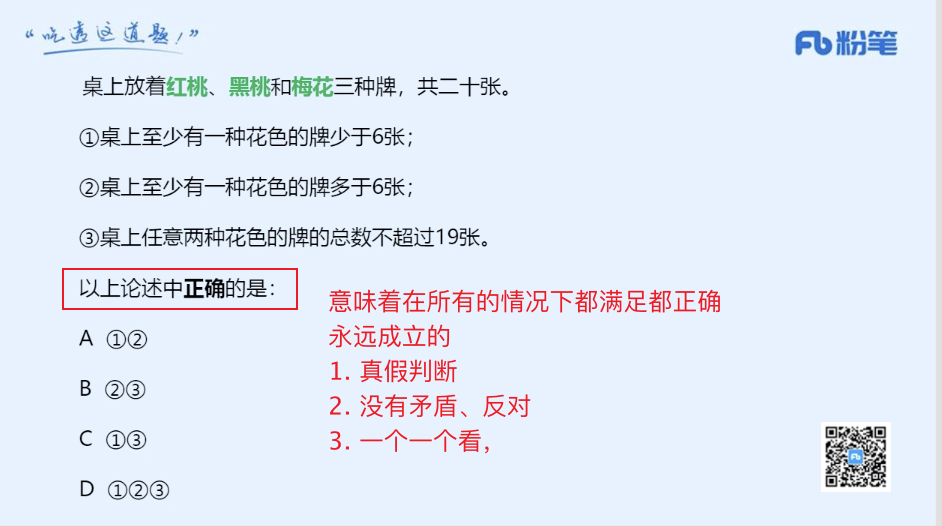 “吃透这道题！”
粉笔
桌上放着红桃、黑桃和梅花三种牌，共二十张。
①桌上至少有一种花色的牌少于6张；
②桌上至少有一种花色的牌多于6张；
③桌上任意两种花色的牌的总数不超过19张。
以上论述中正确的是：
意味着在所有的情况下都满足都正确
永远成立的
A ①②
1. 真假判断
B ②③
2. 没有矛盾、反对
C ①③
3. 一个一个看，
D ①②③